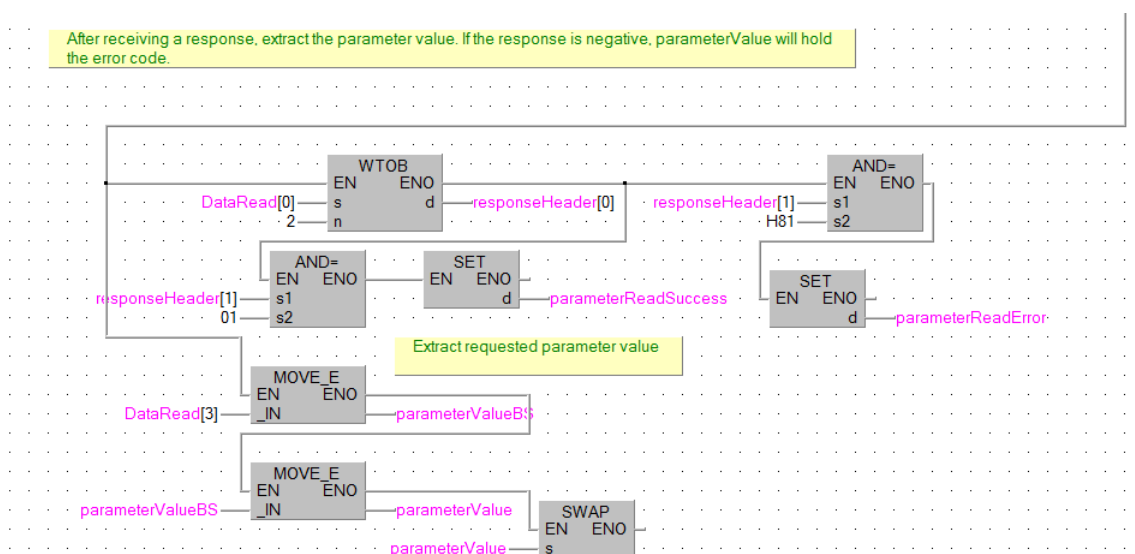 After receiving a response, extract the parameter value. If the response is negative, parameterValue will hold
the error code.
WTOB
EN ENO
DataRead[0] s d responseHeader[0]
2 n
AND=
EN ENO
responseHeader[1] s1
H81 s2
AND=
EN ENO
responseHeader[1] s1
01 s2
SET
EN ENO
d parameterReadSuccess
SET
EN ENO
d parameterReadError
Extract requested parameter value
MOVE_E
EN ENO
DataRead[3] _IN parameterValueBS
MOVE_E
EN ENO
parameterValueBS _IN parameterValue
SWAP
EN ENO
parameterValue s